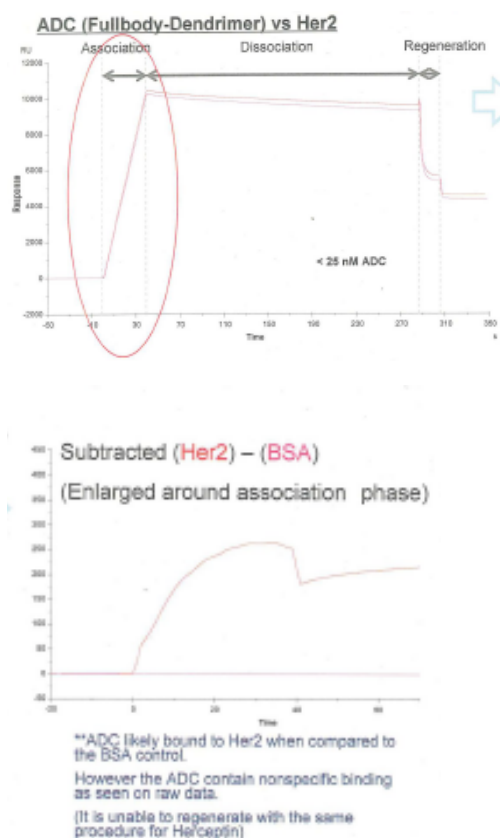 ADC (Fullbody-Dendrimer) vs Her2
Association Dissociation Regeneration
RU
12000
10000
8000
6000
4000
2000
0
-2000
Response
< 25 nM ADC
-50 -10 30 70 110 150 190 230 270 310 350
Time
s
Subtracted (Her2) – (BSA)
(Enlarged around association phase)
450
400
350
300
250
200
150
100
50
0
-50
-20 0 20 40 60
Time
**ADC likely bound to Her2 when compared to
the BSA control.
However the ADC contain nonspecific binding
as seen on raw data.
(It is unable to regenerate with the same
procedure for Herceptin)